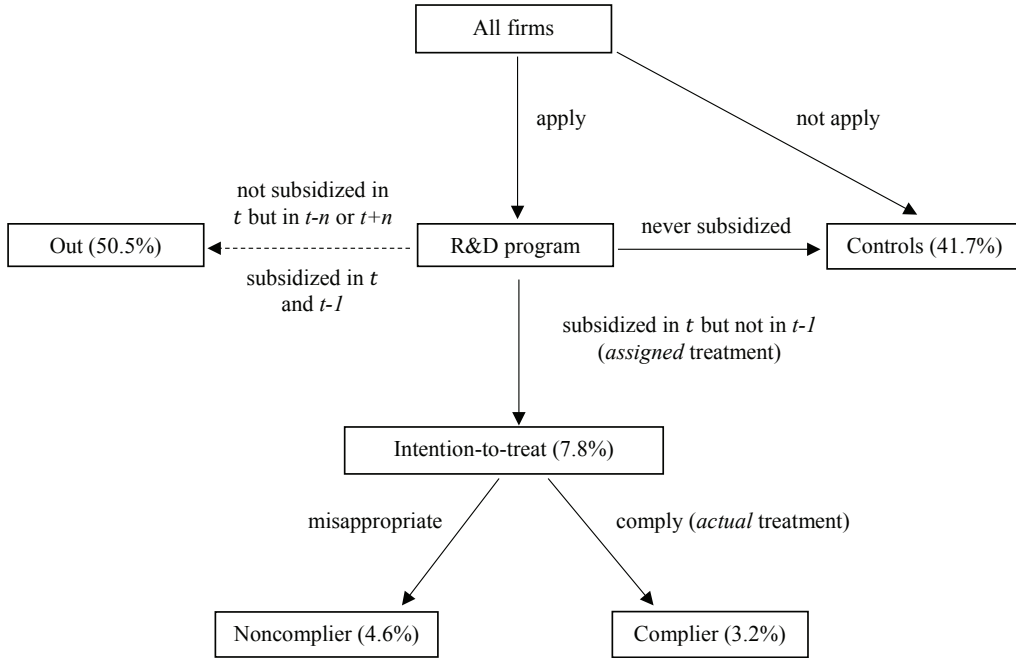 All firms
apply
not apply
not subsidized in
t but in t-n or t+n
never subsidized
Out (50.5%)
R&D program
Controls (41.7%)
subsidized in t
and t-1
subsidized in t but not in t-1
(assigned treatment)
Intention-to-treat (7.8%)
misappropriate
comply (actual treatment)
Noncomplier (4.6%)
Complier (3.2%)